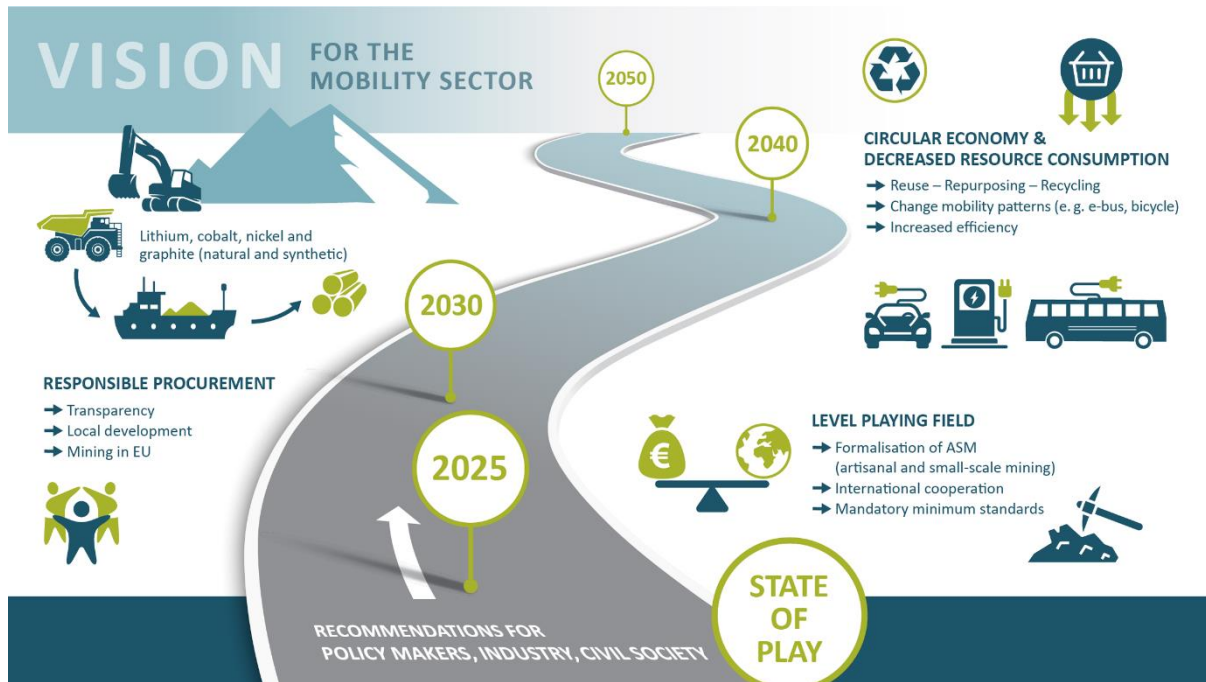 VISION
FOR THE
MOBILITY SECTOR
2050
2040
2030
2025
Lithium, cobalt, nickel and
graphite (natural and synthetic)
RESPONSIBLE PROCUREMENT
→ Transparency
→ Local development
→ Mining in EU
CIRCULAR ECONOMY &
DECREASED RESOURCE CONSUMPTION
→ Reuse – Repurposing – Recycling
→ Change mobility patterns (e. g. e-bus, bicycle)
→ Increased efficiency
€
LEVEL PLAYING FIELD
→ Formalisation of ASM
(artisanal and small-scale mining)
→ International cooperation
→ Mandatory minimum standards
RECOMMENDATIONS FOR
POLICY MAKERS, INDUSTRY, CIVIL SOCIETY
STATE
OF
PLAY